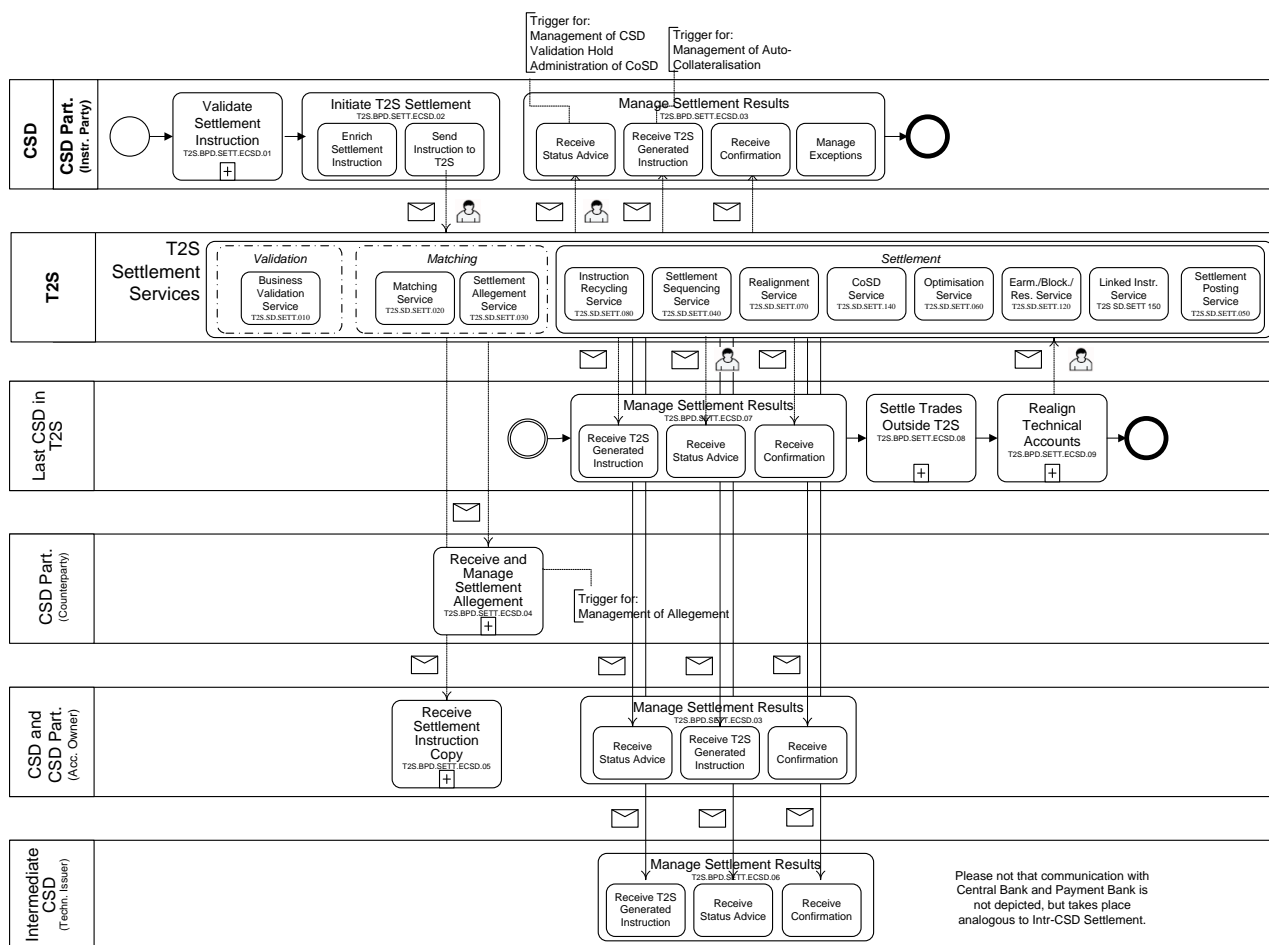 Trigger for:
Management of CSD
Validation Hold
Administration of CoSD
Trigger for:
Management of Auto-
Collateralisation
CSD
CSD Part.
(Instr. Party)
Validate
Settlement
Instruction
T2S.BPD.SETT.ECSD.01
Initiate T2S Settlement
T2S.BPD.SETT.ECSD.02
Enrich
Settlement
Instruction
Send
Instruction to
T2S
Manage Settlement Results
T2S.BPD.SETT.ECSD.03
Receive
Status Advice
Receive T2S
Generated
Instruction
Receive
Confirmation
Manage
Exceptions
T2S
T2S
Settlement
Services
Validation
Business
Validation
Service
T2S.SD.SETT.010
Matching
Matching
Service
T2S.SD.SETT.020
Settlement
Allegement
Service
T2S.SD.SETT.030
Settlement
Instruction
Recycling
Service
T2S.SD.SETT.080
Settlement
Sequencing
Service
T2S.SD.SETT.040
Realignment
Service
T2S.SD.SETT.070
CoSD
Service
T2S.SD.SETT.140
Optimisation
Service
T2S.SD.SETT.060
Earm./Block./
Res. Service
T2S.SD.SETT.120
Linked Instr.
Service
T2S SD.SETT 150
Settlement
Posting
Service
T2S.SD.SETT.050
Last CSD in
T2S
Manage Settlement Results
T2S.BPD.SETT.ECSD.07
Receive T2S
Generated
Instruction
Receive
Status Advice
Receive
Confirmation
Settle Trades
Outside T2S
T2S.BPD.SETT.ECSD.08
Realign
Technical
Accounts
T2S.BPD.SETT.ECSD.09
CSD Part.
(Counterparty)
Receive and
Manage
Settlement
Allegement
T2S.BPD.SETT.ECSD.04
Trigger for:
Management of Allegement
CSD and
CSD Part.
(Acc. Owner)
Receive
Settlement
Instruction
Copy
T2S.BPD.SETT.ECSD.05
Manage Settlement Results
T2S.BPD.SETT.ECSD.03
Receive
Status Advice
Receive T2S
Generated
Instruction
Receive
Confirmation
Intermediate
CSD
(Techn. Issuer)
Manage Settlement Results
T2S.BPD.SETT.ECSD.06
Receive T2S
Generated
Instruction
Receive
Status Advice
Receive
Confirmation
Please not that communication with
Central Bank and Payment Bank is
not depicted, but takes place
analogous to Intr-CSD Settlement.